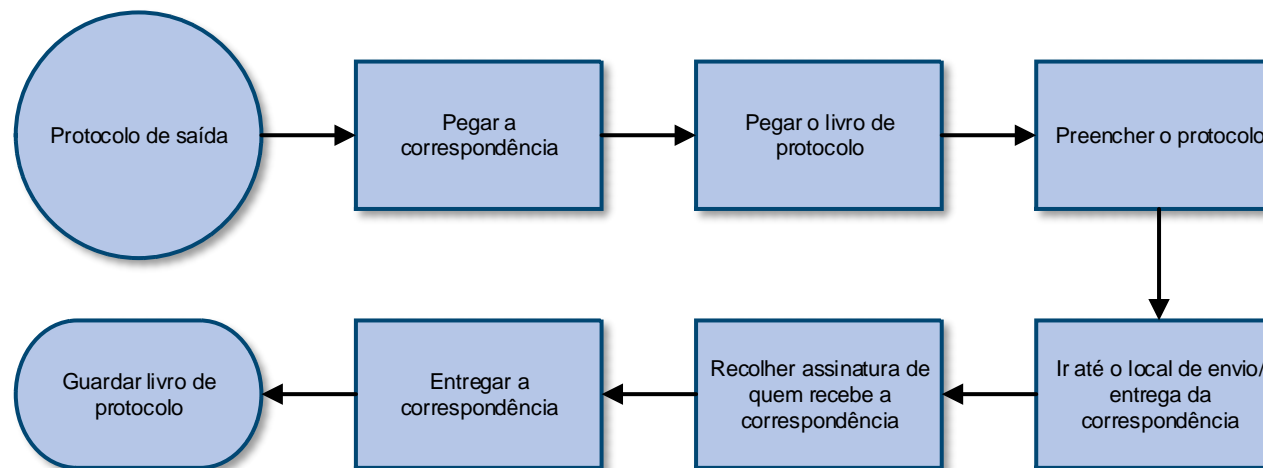 Protocolo de saída
Pegar a
correspondência
Pegar o livro de
protocolo
Preencher o protocolo
Ir até o local de envio/
entrega da
correspondência
Recolher assinatura de
quem recebe a
correspondência
Entregar a
correspondência
Guardar livro de
protocolo